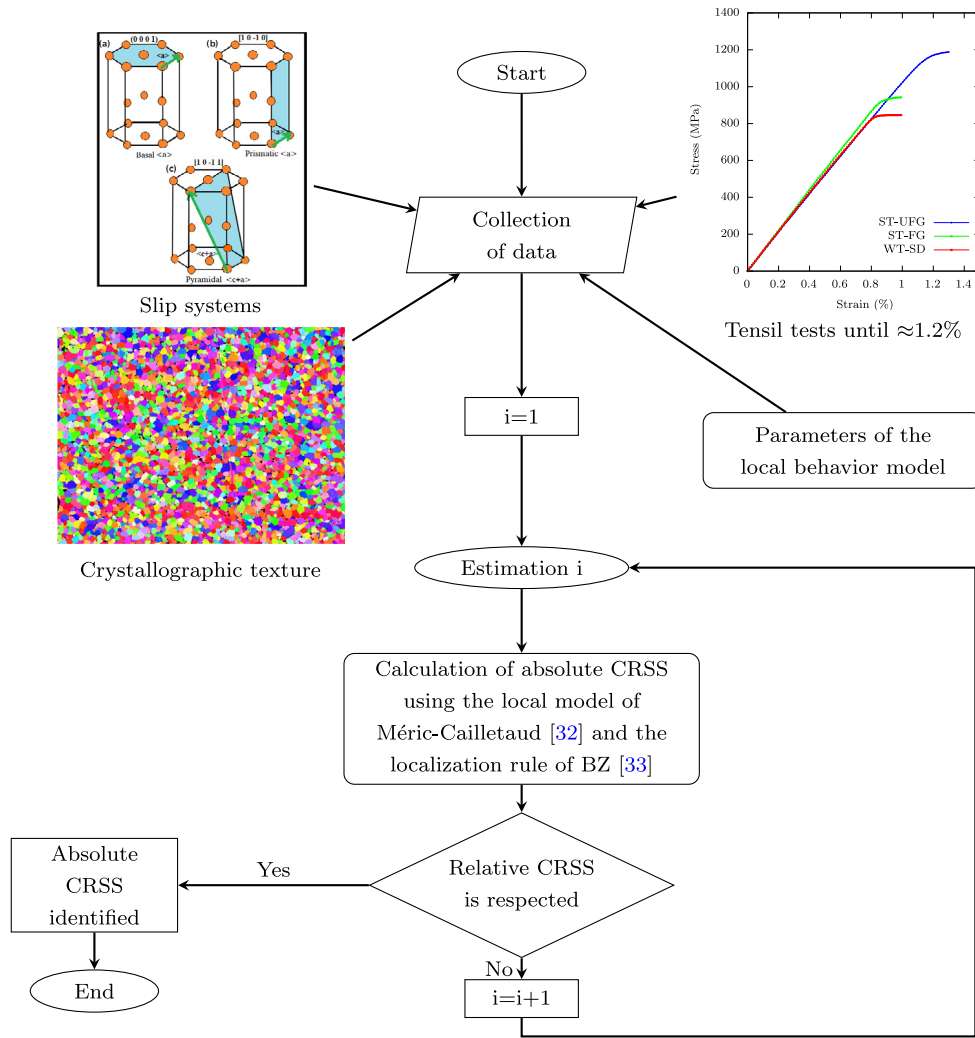 (a)
(0 0 0 1)
<a>
Basal <a>
(b)
[1 0 -1 0]
<a>
Prismatic <a>
(c)
[1 0 -1 1]
<c+a>
Pyramidal <c+a>
Slip systems
Start
Collection
of data
Stress (MPa)
1400
1200
1000
800
600
400
200
0
0
0.2
0.4
0.6
0.8
1
1.2
1.4
Strain (%)
ST-UFG
ST-FG
WT-SD
Tensil tests until ≈1.2%
Crystallographic texture
i=1
Parameters of the
local behavior model
Estimation i
Calculation of absolute CRSS
using the local model of
Méric-Cailletaud [32] and the
localization rule of BZ [33]
Relative CRSS
is respected
Yes
Absolute
CRSS
identified
End
No
i=i+1